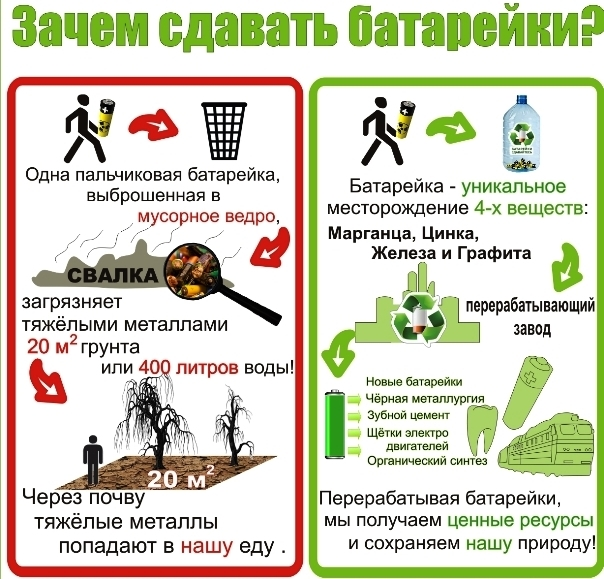 Зачем сдавать батарейки?
Одна пальчиковая батарейка,
выброшенная в
мусорное ведро,
СВАЛКА
загрязняет
тяжёлыми металлами
20 м² грунта
или 400 литров воды!
20 м²
Через почву
тяжёлые металлы
попадают в нашу еду .
Батарейка - уникальное
месторождение 4-х веществ:
Марганца, Цинка,
Железа и Графита
перерабатывающий
завод
Новые батарейки
Чёрная металлургия
Зубной цемент
Щётки электро
двигателей
Органический синтез
Перерабатывая батарейки,
мы получаем ценные ресурсы
и сохраняем нашу природу!